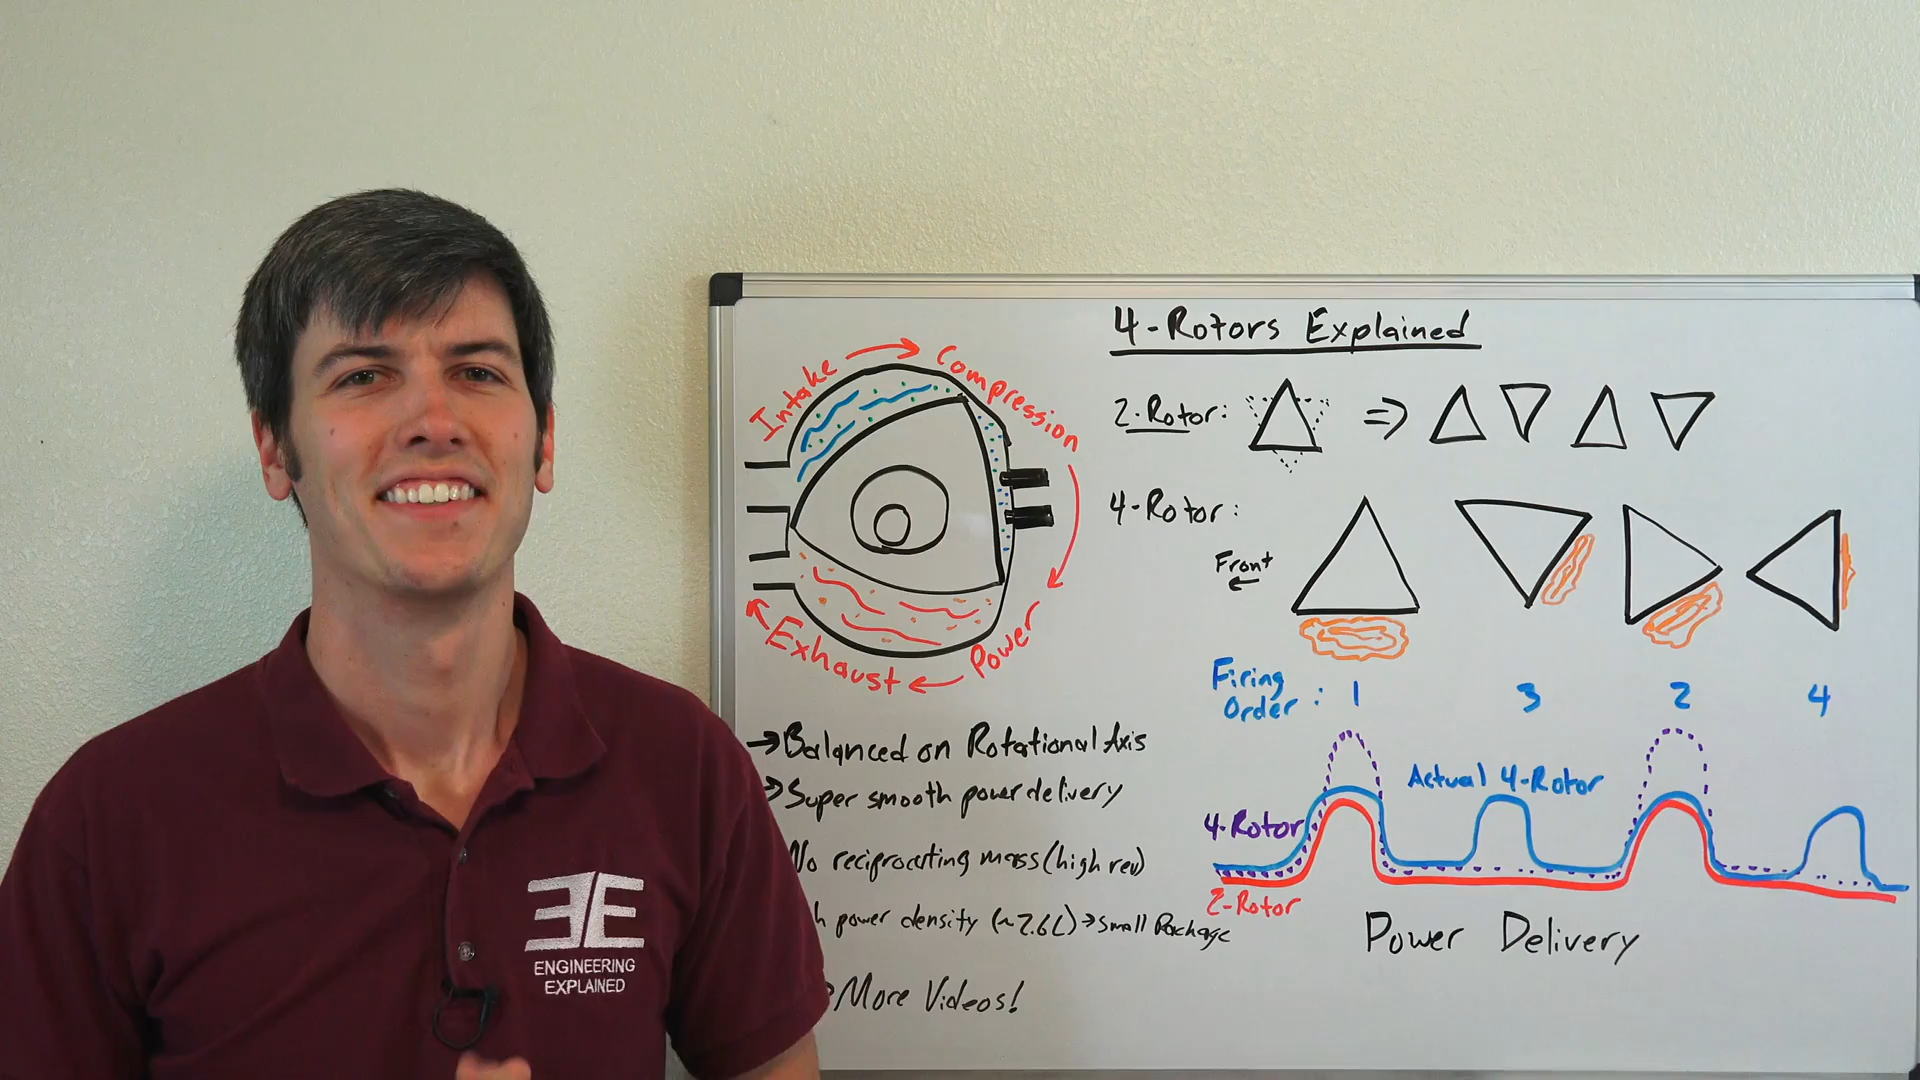 4-Rotors Explained
Intake
Compression
Power
Exhaust
2-Rotor: =>
4-Rotor:
Front
Firing
Order: 1 3 2 4
→Balanced on Rotational Axis
→Super smooth power delivery
No reciprocating mass (high rev)
h power density (~2.6L)→small Package
More Videos!
Actual 4-Rotor
4-Rotor
2-Rotor
Power Delivery
ENGINEERING
EXPLAINED